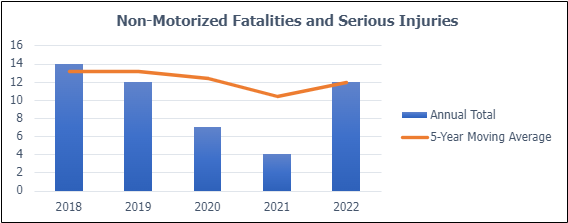 Non-Motorized Fatalities and Serious Injuries
16
14
12
10
8
6
4
2
0
2018 2019 2020 2021 2022
Annual Total
5-Year Moving Average